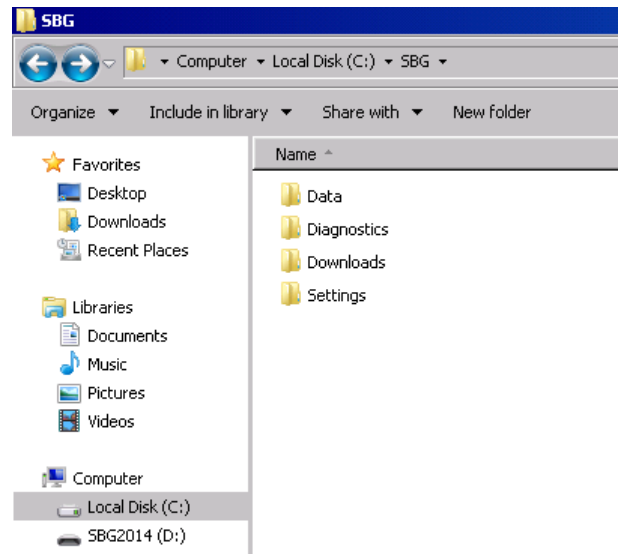 SBG
Computer Local Disk (C:) SBG
Organize Include in library Share with New folder
Favorites
Desktop
Downloads
Recent Places
Libraries
Documents
Music
Pictures
Videos
Computer
Local Disk (C:)
SBG2014 (D:)
Name
Data
Diagnostics
Downloads
Settings